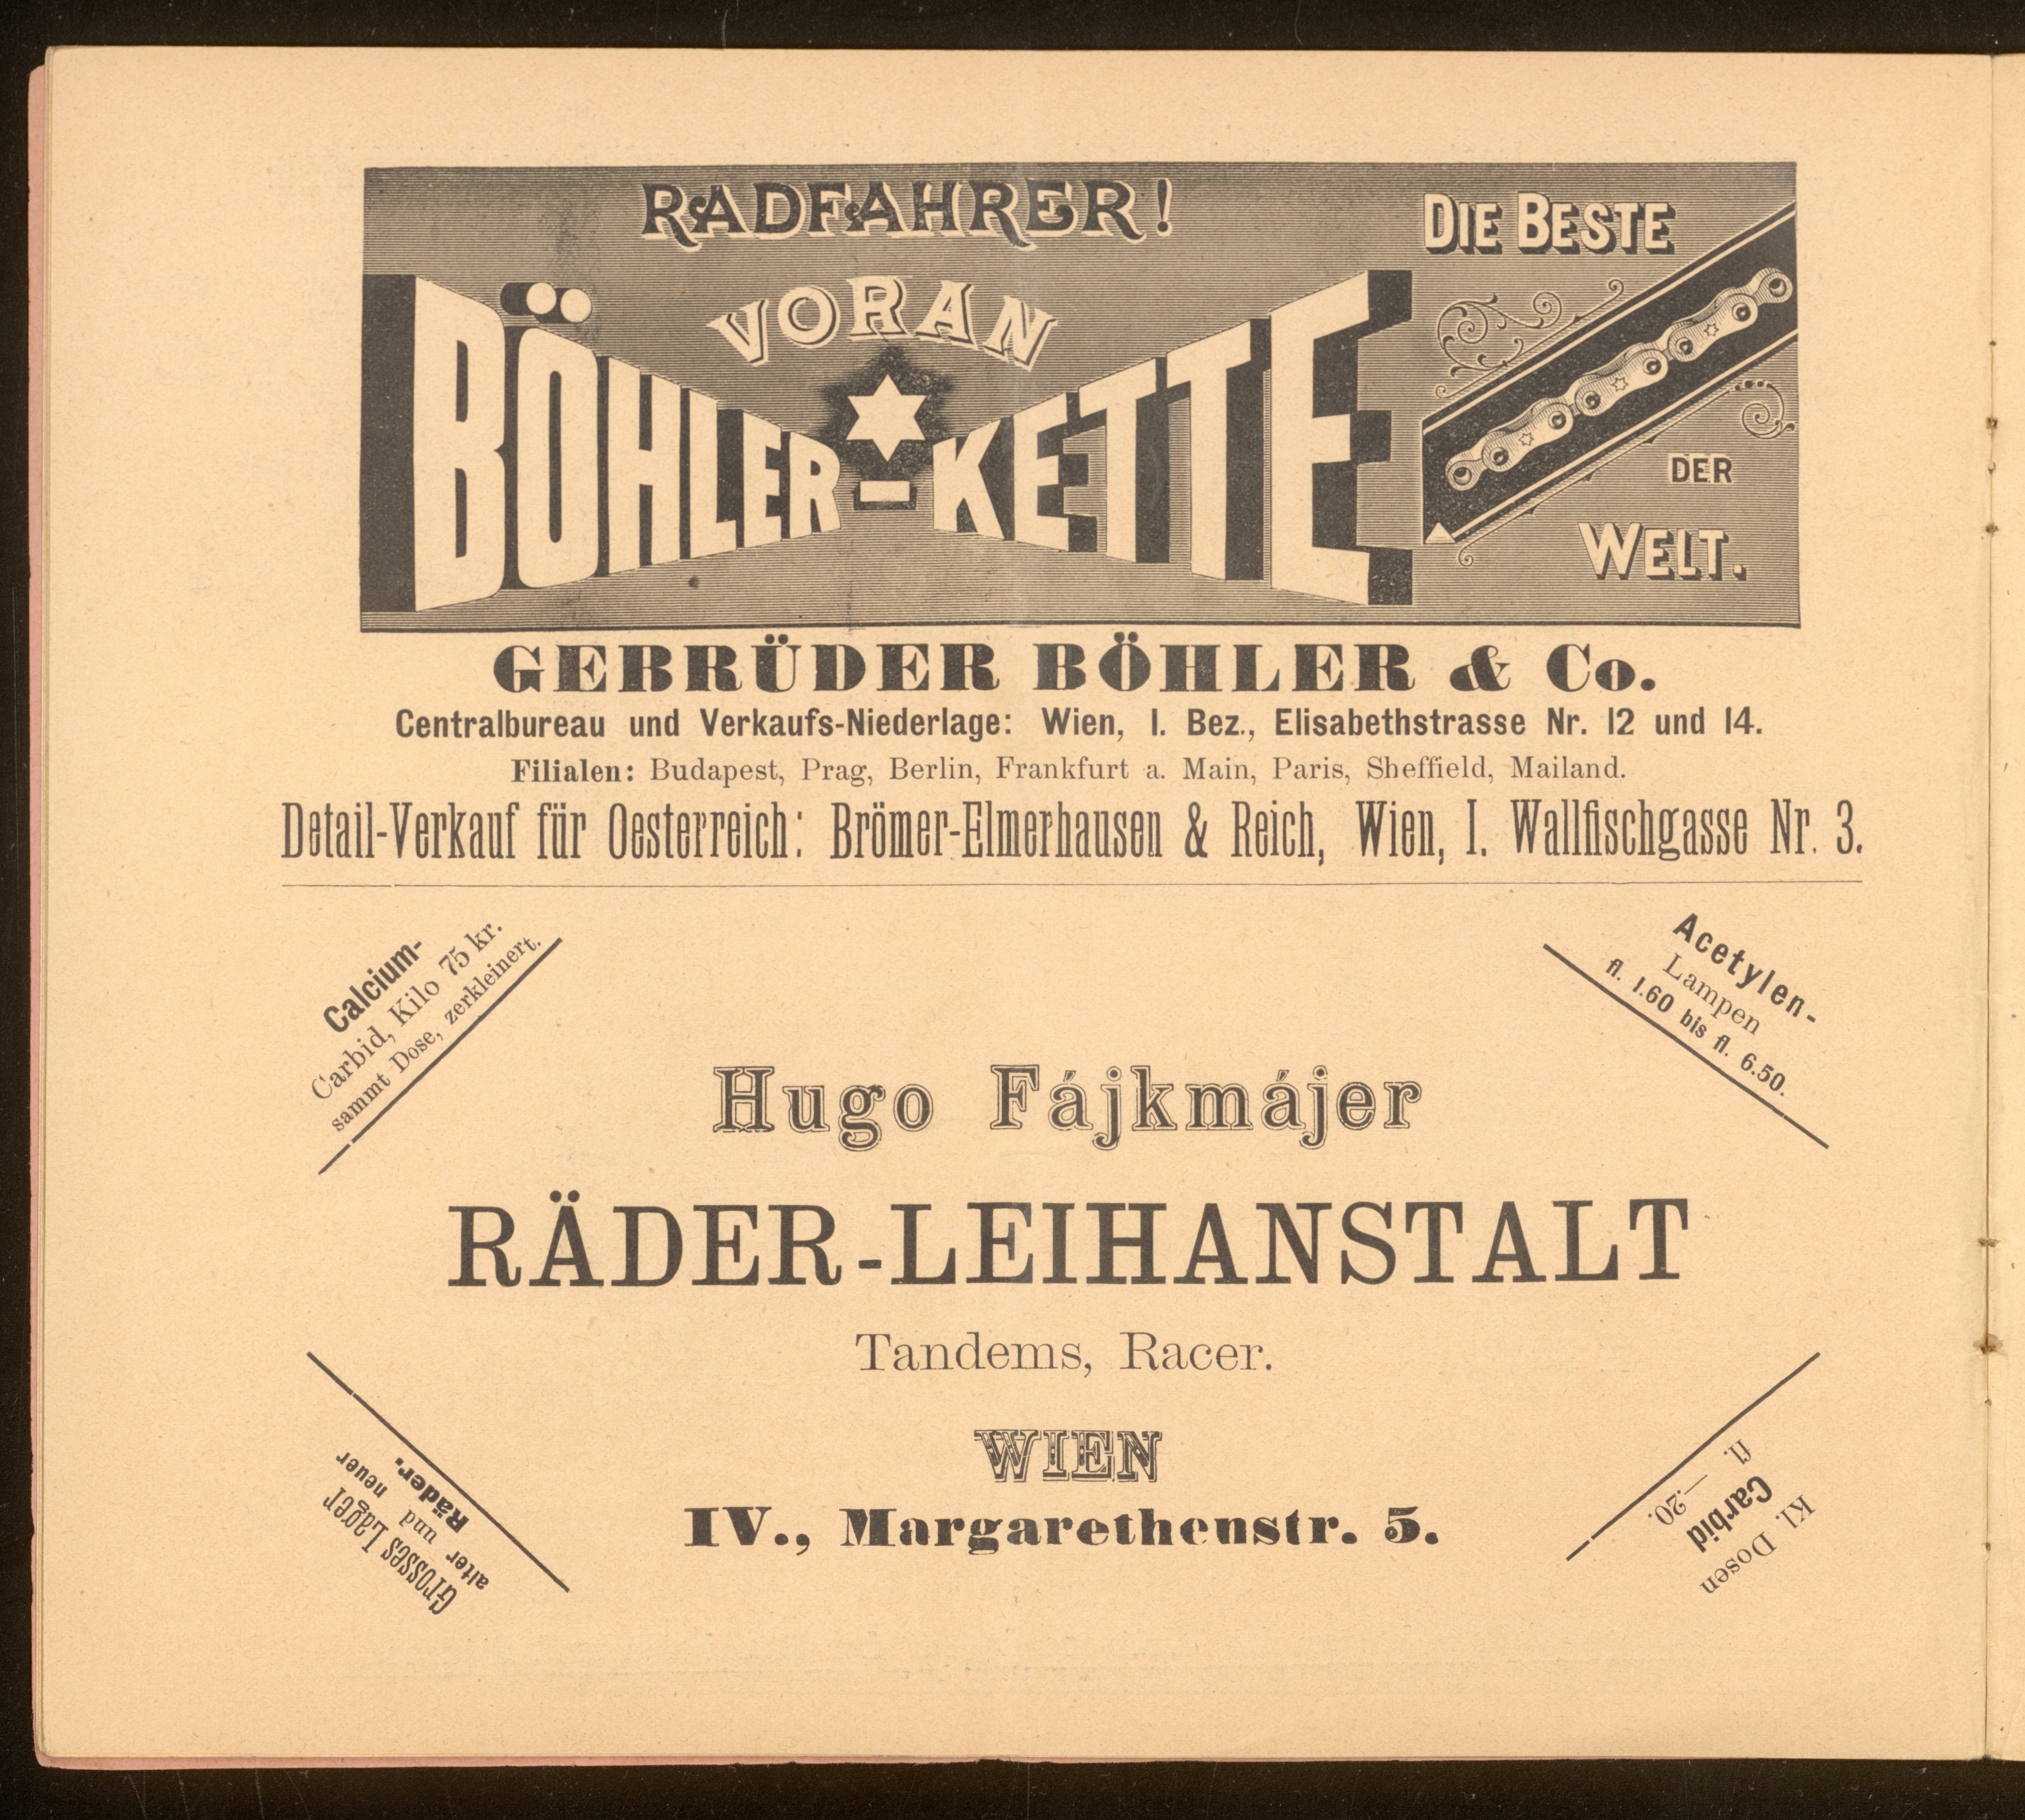 RADFAHRER!
VORAN
BÖHLER-KETTE
DIE BESTE
DER
WELT.
GEBRÜDER BÖHLER & Co.
Centralbureau und Verkaufs-Niederlage: Wien, I. Bez., Elisabethstrasse Nr. 12 und 14.
Filialen: Budapest, Prag, Berlin, Frankfurt a. Main, Paris, Sheffield, Mailand.
Detail-Verkauf für Oesterreich: Brömer-Elmerhausen & Reich, Wien, I. Wallfischgasse Nr. 3.
Calcium-
Carbid, Kilo 75 kr.
sammt Dose, zerkleinert.
Acetylen-
Lampen
fl. 1.60 bis fl. 6.50.
Hugo Fájkmájer
RÄDER-LEIHANSTALT
Tandems, Racer.
WIEN
IV., Margarethenstr. 5.
Grosses Lager
alter und neuer
Räder.
Kl. Dosen
Carbid
fl. —.20.